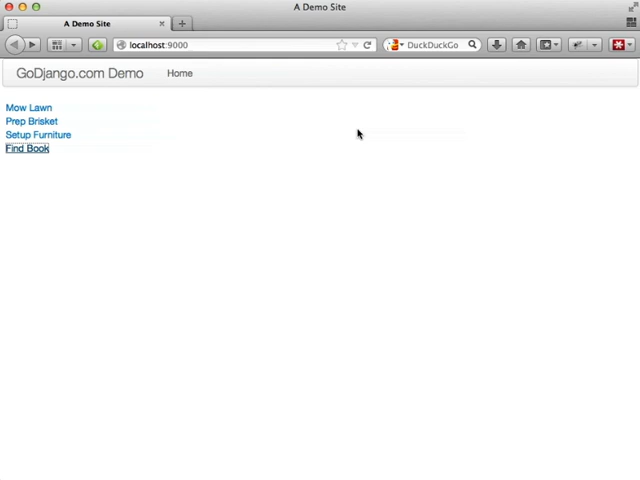 A Demo Site
A Demo Site
localhost:9000
DuckDuckGo
GoDjango.com Demo Home
Mow Lawn
Prep Brisket
Setup Furniture
Find Book